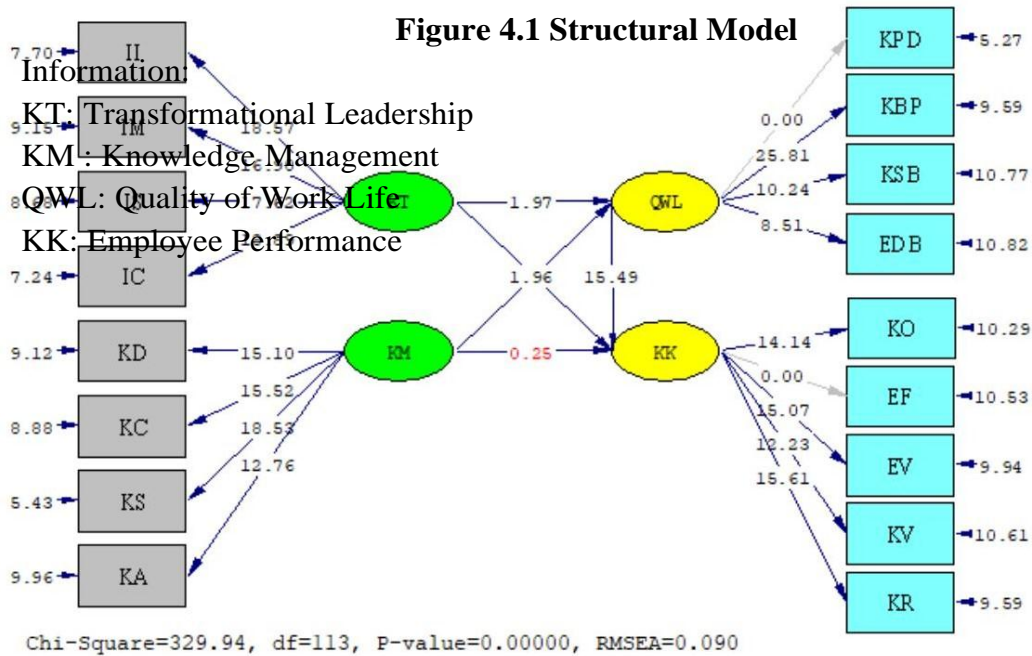 Figure 4.1 Structural Model
Information:
KT: Transformational Leadership
KM : Knowledge Management
QWL: Quality of Work Life
KK: Employee Performance
7.70 IL
9.15 IM
8.68
7.24 IC
9.12 KD
8.88 KC
5.43 KS
9.96 KA
18.57
15.10
15.52
18.53
12.76
KM
QWL
KK
1.97
1.96
15.49
0.25
0.00
25.81
10.24
8.51
14.14
0.00
15.07
12.23
15.61
KPD 5.27
KBP 9.59
KSB 10.77
EDB 10.82
KO 10.29
EF 10.53
EV 9.94
KV 10.61
KR 9.59
Chi-Square=329.94, df=113, P-value=0.00000, RMSEA=0.090